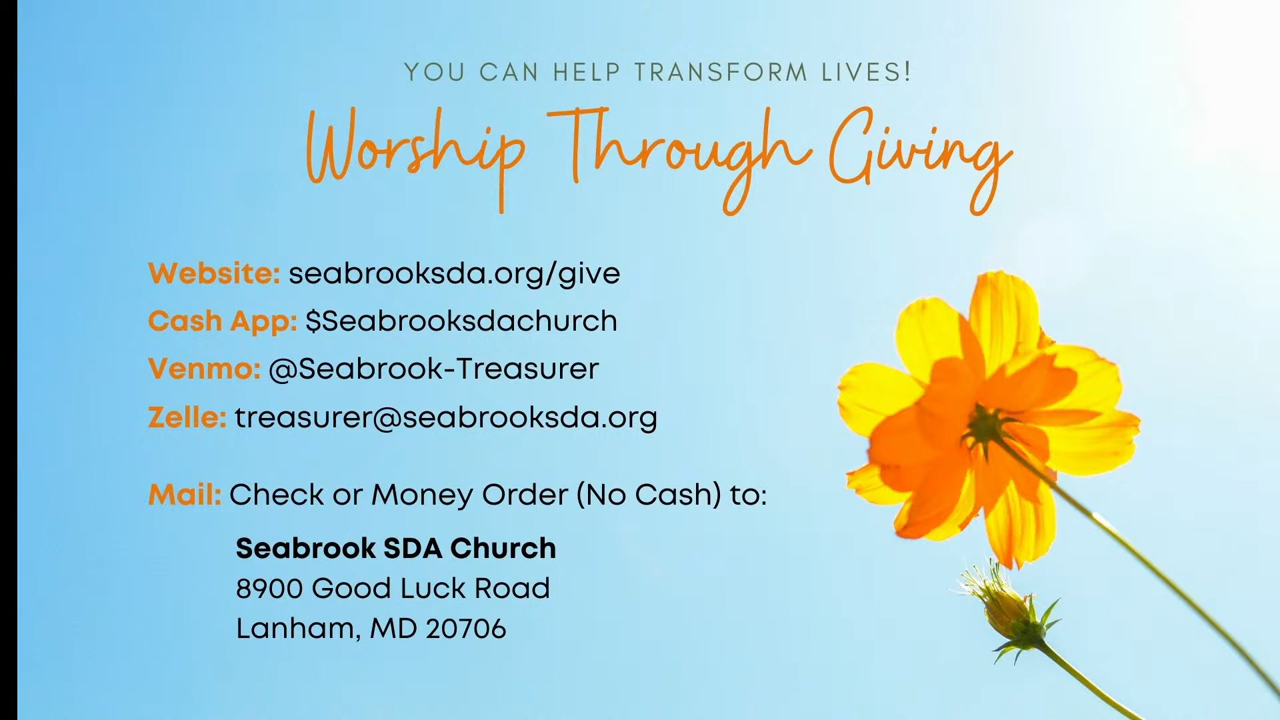 YOU CAN HELP TRANSFORM LIVES!
Worship Through Giving
Website: seabrooksda.org/give
Cash App: $Seabrooksdachurch
Venmo: @Seabrook-Treasurer
Zelle: treasurer@seabrooksda.org
Mail: Check or Money Order (No Cash) to:
Seabrook SDA Church
8900 Good Luck Road
Lanham, MD 20706